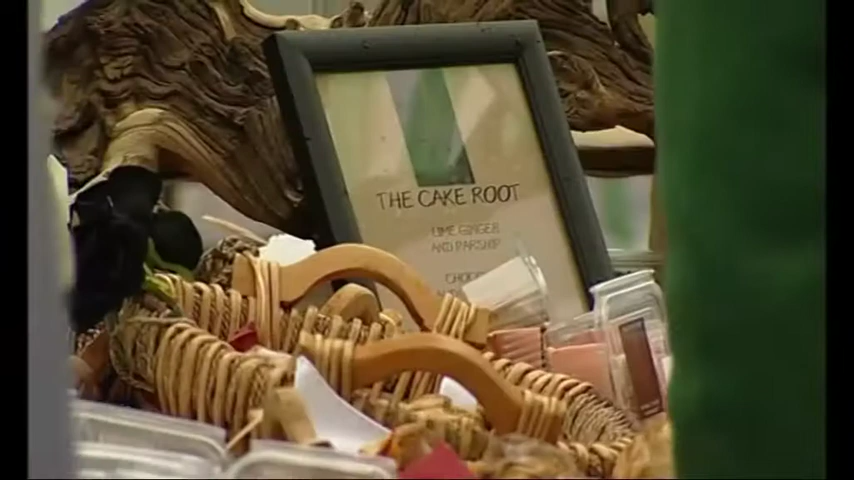 THE CAKE ROOT
LIME, GINGER
AND PARSNIP